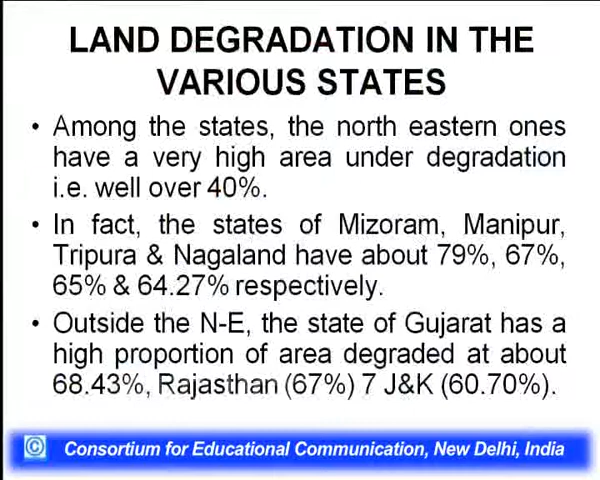 LAND DEGRADATION IN THE
VARIOUS STATES
• Among the states, the north eastern ones
have a very high area under degradation
i.e. well over 40%.
• In fact, the states of Mizoram, Manipur,
Tripura & Nagaland have about 79%, 67%,
65% & 64.27% respectively.
• Outside the N-E, the state of Gujarat has a
high proportion of area degraded at about
68.43%, Rajasthan (67%) 7 J&K (60.70%).
© Consortium for Educational Communication, New Delhi, India